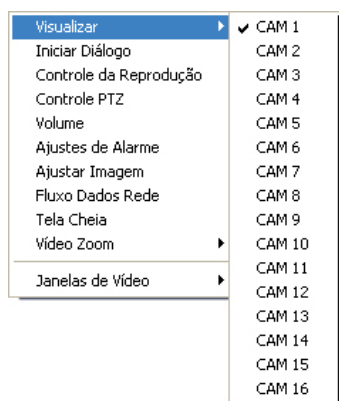 Visualizar
Iniciar Diálogo
Controle da Reprodução
Controle PTZ
Volume
Ajustes de Alarme
Ajustar Imagem
Fluxo Dados Rede
Tela Cheia
Vídeo Zoom
Janelas de Vídeo
CAM 1
CAM 2
CAM 3
CAM 4
CAM 5
CAM 6
CAM 7
CAM 8
CAM 9
CAM 10
CAM 11
CAM 12
CAM 13
CAM 14
CAM 15
CAM 16